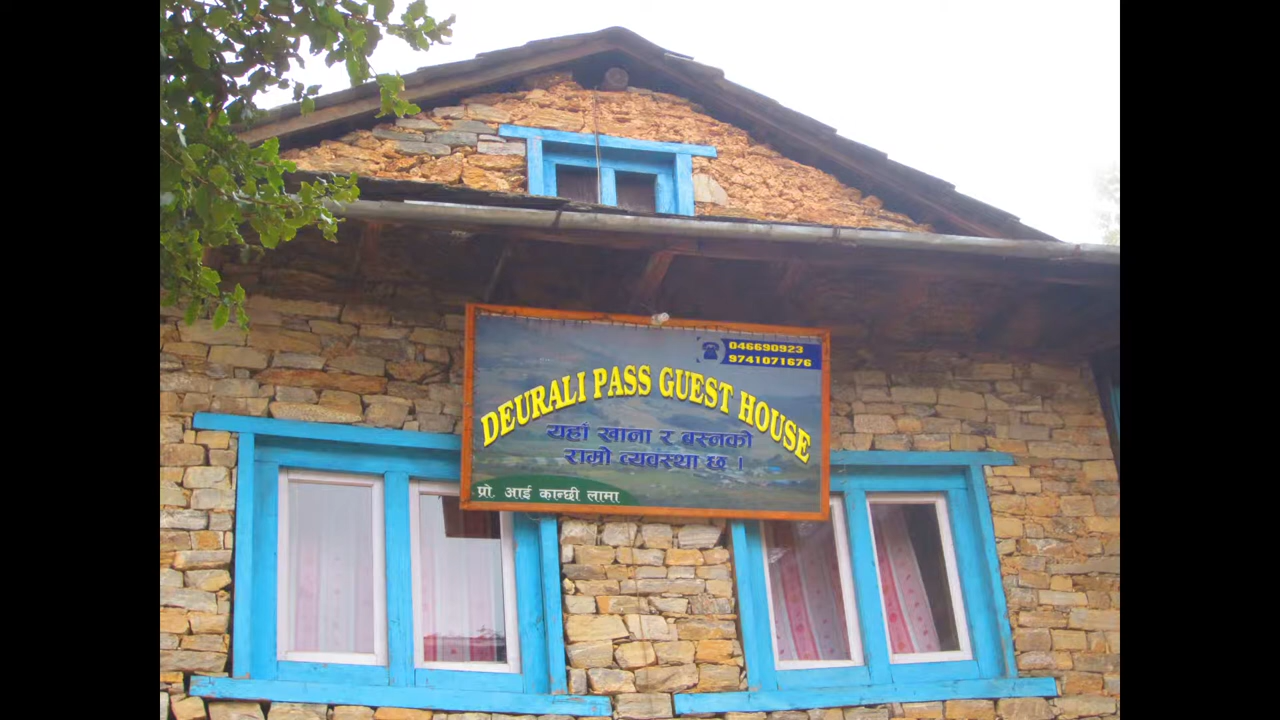 046690923
9741071676
DEURALI PASS GUEST HOUSE
यहाँ खाना र बस्नको
राम्रो व्यवस्था छ ।
प्रो. आई कान्छी लामा